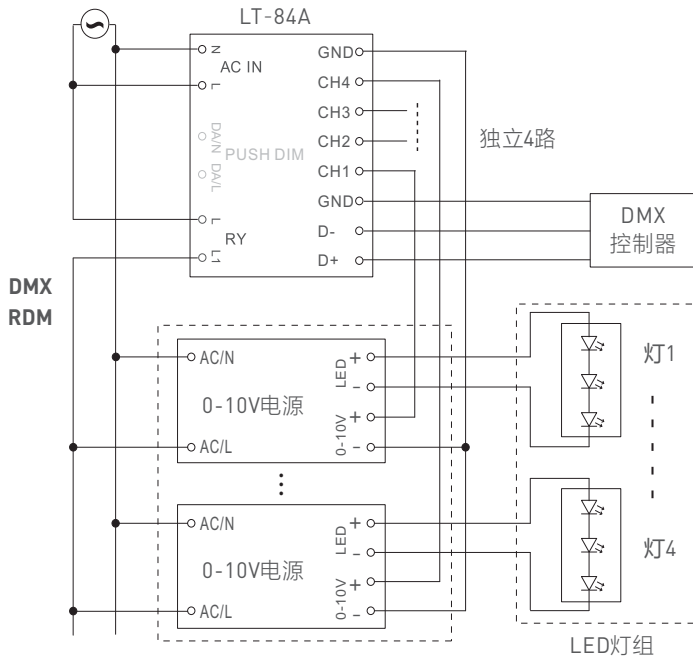 LT-84A
N
AC IN
L
DA/N
DA/L
PUSH DIM
L
RY
L1
GND
CH4
CH3
CH2
CH1
GND
D-
D+
独立4路
DMX
控制器
DMX
RDM
AC/N
0-10V电源
AC/L
LED
+
-
0-10V
+
-
灯1
AC/N
0-10V电源
AC/L
LED
+
-
0-10V
+
-
灯4
LED灯组